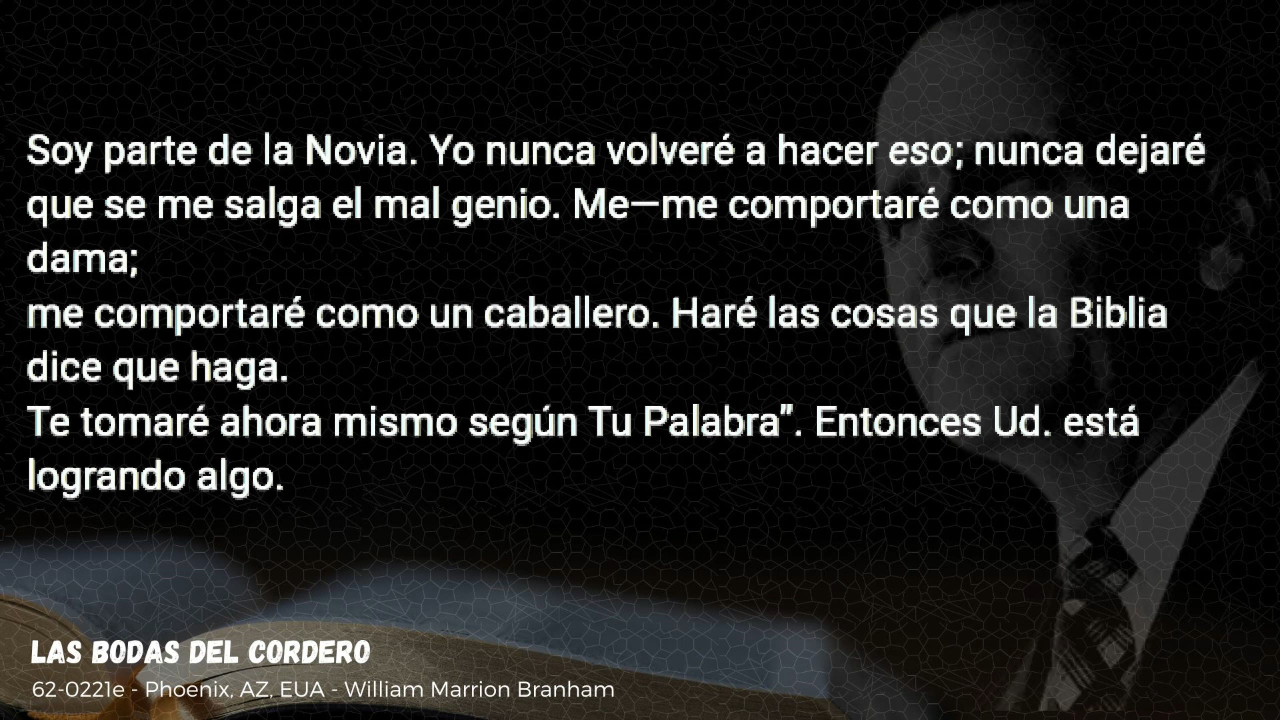 Soy parte de la Novia. Yo nunca volveré a hacer eso; nunca dejaré
que se me salga el mal genio. Me—me comportaré como una
dama;
me comportaré como un caballero. Haré las cosas que la Biblia
dice que haga.
Te tomaré ahora mismo según Tu Palabra”. Entonces Ud. está
logrando algo.
LAS BODAS DEL CORDERO
62-0221e - Phoenix, AZ, EUA - William Marrion Branham